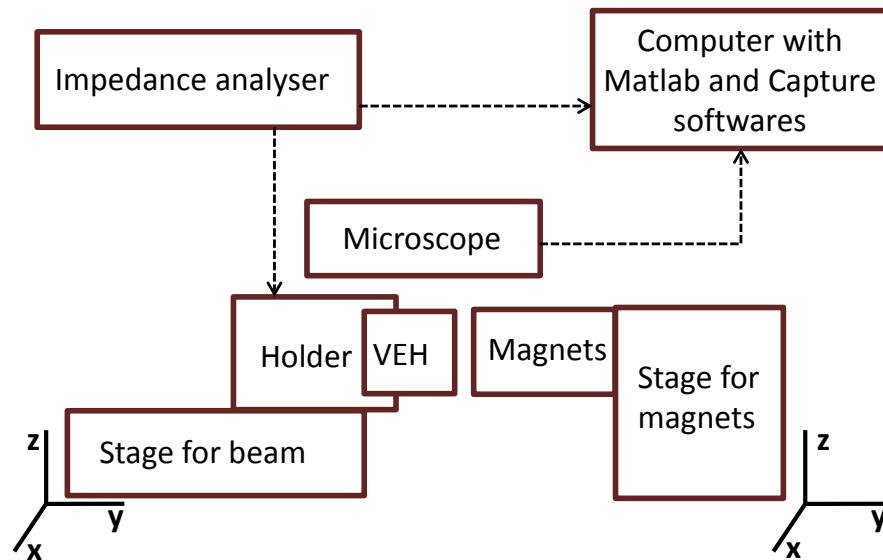 Impedance analyser
Computer with
Matlab and Capture
softwares
Microscope
Holder
VEH
Magnets
Stage for
magnets
Stage for beam
z
y
x
z
y
x